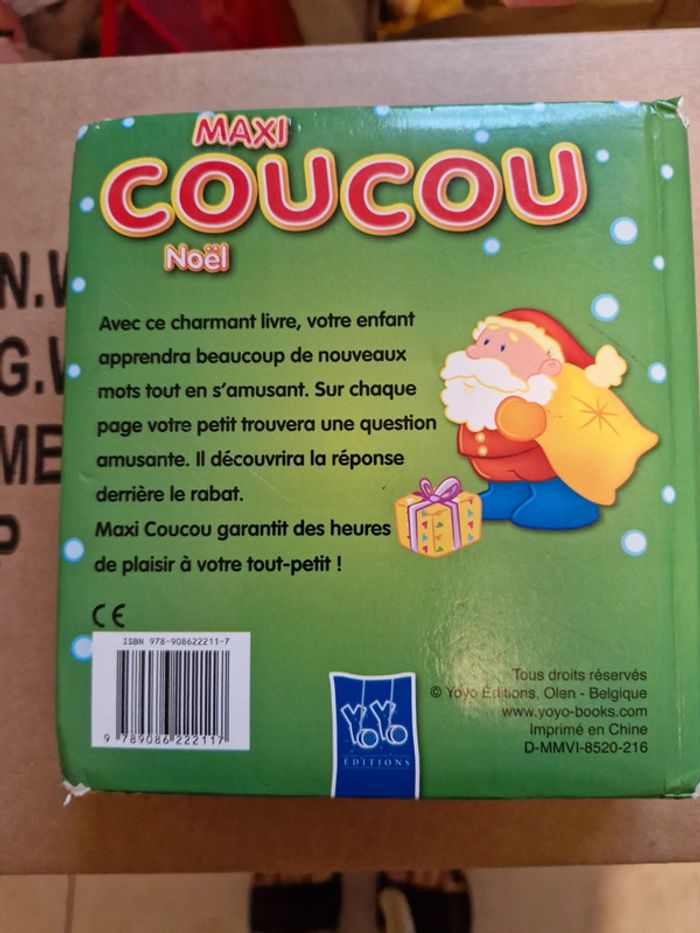 MAXI
COUCOU
Noël
Avec ce charmant livre, votre enfant
apprendra beaucoup de nouveaux
mots tout en s'amusant. Sur chaque
page votre petit trouvera une question
amusante. Il découvrira la réponse
derrière le rabat.
Maxi Coucou garantit des heures
de plaisir à votre tout-petit !
CE
ISBN 978-908622211-7
9 789086 222117
YOYO
ÉDITIONS
Tous droits réservés
© Yoyo Éditions, Olen - Belgique
www.yoyo-books.com
Imprimé en Chine
D-MMVI-8520-216
N.
G.
ME
P